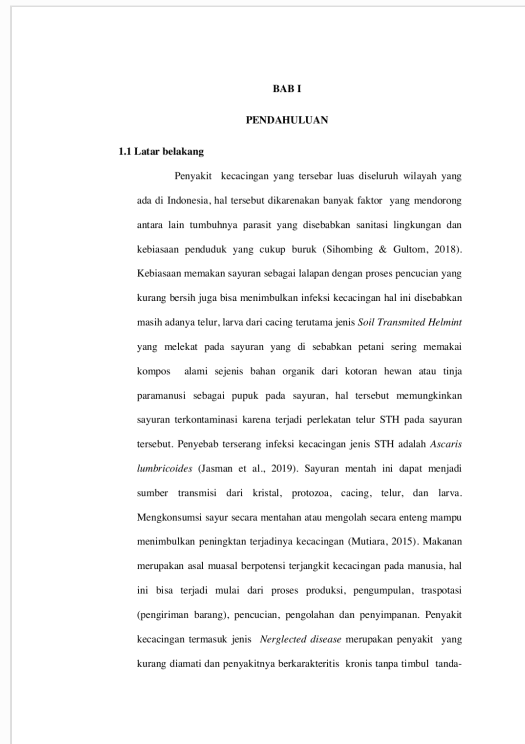 BAB I
PENDAHULUAN
1.1 Latar belakang
Penyakit kecacingan yang tersebar luas diseluruh wilayah yang
ada di Indonesia, hal tersebut dikarenakan banyak faktor yang mendorong
antara lain tumbuhnya parasit yang disebabkan sanitasi lingkungan dan
kebiasaan penduduk yang cukup buruk (Sihombing & Gultom, 2018).
Kebiasaan memakan sayuran sebagai lalapan dengan proses pencucian yang
kurang bersih juga bisa menimbulkan infeksi kecacingan hal ini disebabkan
masih adanya telur, larva dari cacing terutama jenis Soil Transmited Helmint
yang melekat pada sayuran yang di sebabkan petani sering memakai
kompos alami sejenis bahan organik dari kotoran hewan atau tinja
paramanusi sebagai pupuk pada sayuran, hal tersebut memungkinkan
sayuran terkontaminasi karena terjadi perlekatan telur STH pada sayuran
tersebut. Penyebab terserang infeksi kecacingan jenis STH adalah Ascaris
lumbricoides (Jasman et al., 2019). Sayuran mentah ini dapat menjadi
sumber transmisi dari kristal, protozoa, cacing, telur, dan larva.
Mengkonsumsi sayur secara mentahan atau mengolah secara enteng mampu
menimbulkan peningktan terjadinya kecacingan (Mutiara, 2015). Makanan
merupakan asal muasal berpotensi terjangkit kecacingan pada manusia, hal
ini bisa terjadi mulai dari proses produksi, pengumpulan, traspotasi
(pengiriman barang), pencucian, pengolahan dan penyimpanan. Penyakit
kecacingan termasuk jenis Nerglected disease merupakan penyakit yang
kurang diamati dan penyakitnya berkarakteritis kronis tanpa timbul tanda-